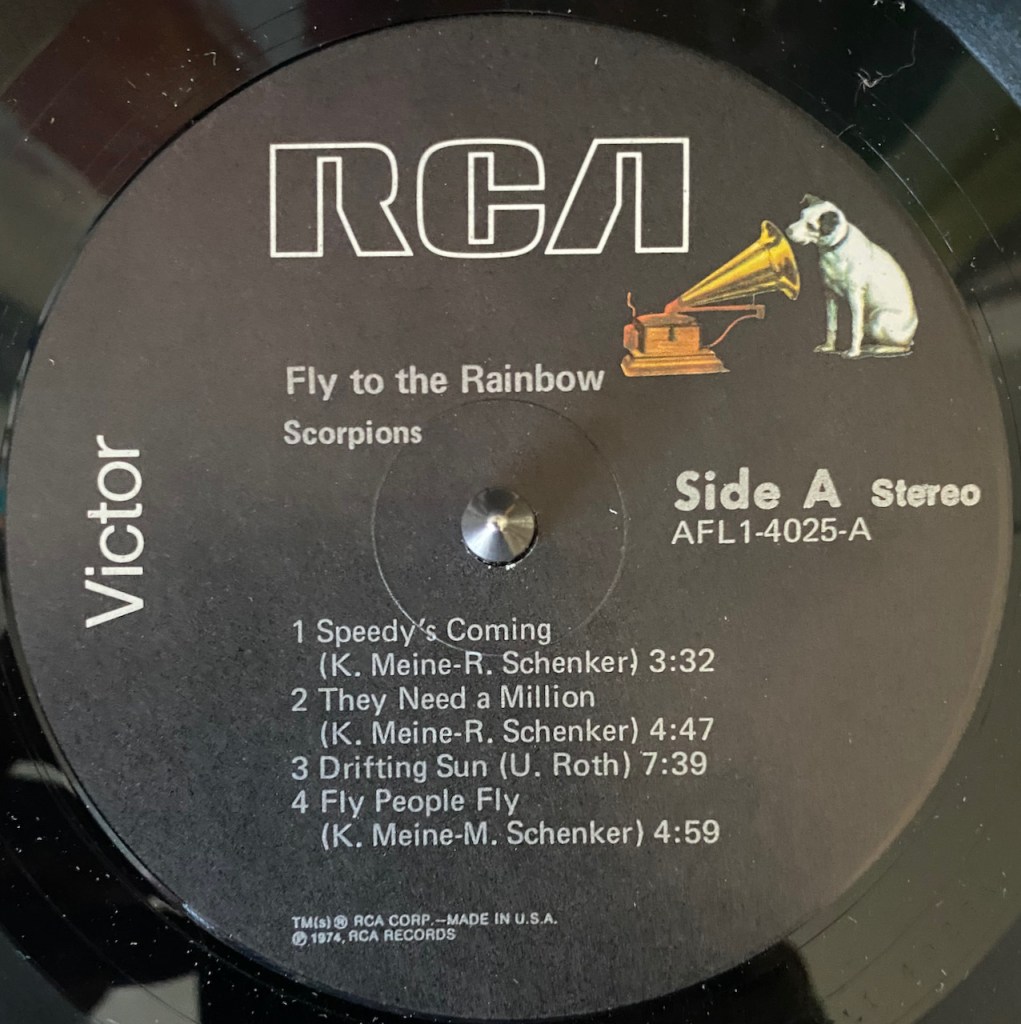 RCA
Fly to the Rainbow
Scorpions
Victor
Side A Stereo
AFL1-4025-A
1 Speedy's Coming
(K. Meine-R. Schenker) 3:32
2 They Need a Million
(K. Meine-R. Schenker) 4:47
3 Drifting Sun (U. Roth) 7:39
4 Fly People Fly
(K. Meine-M. Schenker) 4:59
TM(s) ® RCA CORP.—MADE IN U.S.A.
℗ 1974, RCA RECORDS